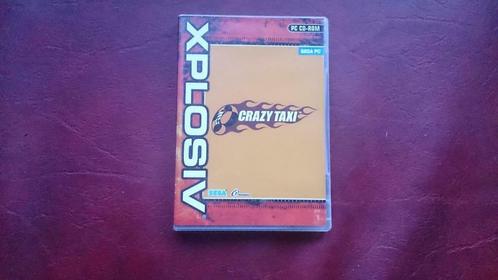 PC CD-ROM
XPLOSIV
SEGA PC
CRAZY TAXI
SEGA